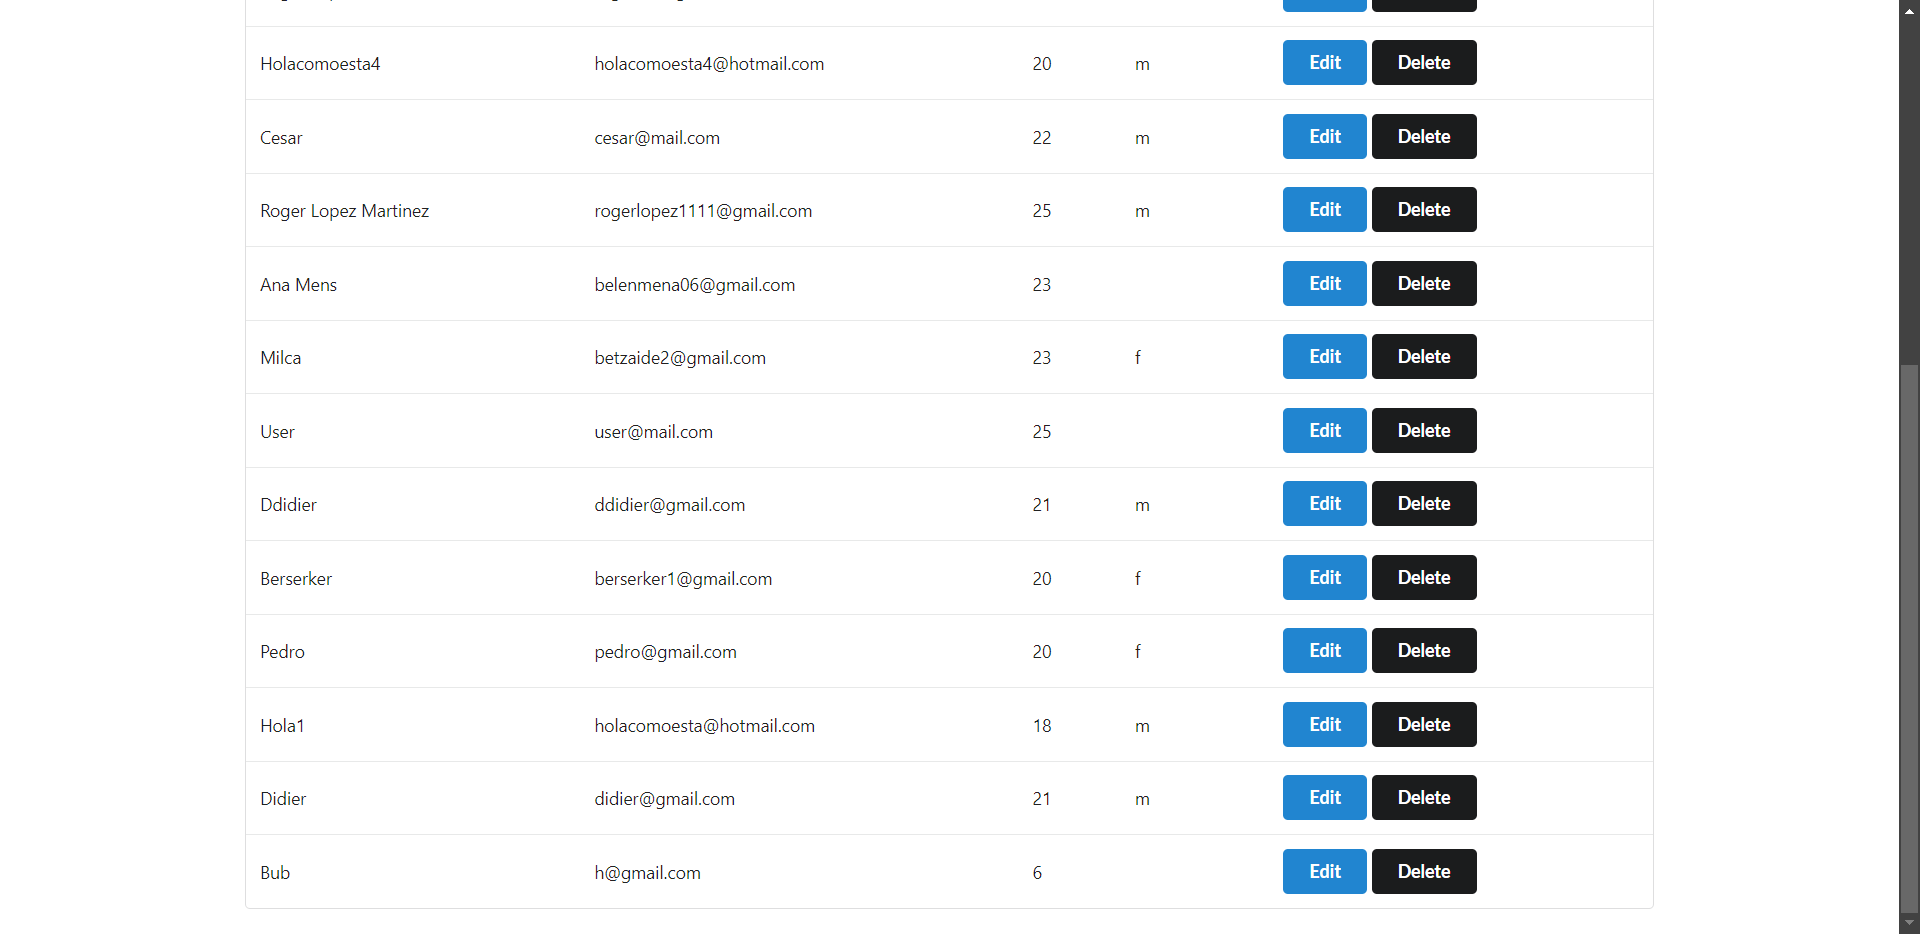 Holacomoesta4 holacomoesta4@hotmail.com 20 m Edit Delete
Cesar cesar@mail.com 22 m Edit Delete
Roger Lopez Martinez rogerlopez1111@gmail.com 25 m Edit Delete
Ana Mens belenmena06@gmail.com 23 Edit Delete
Milca betzaide2@gmail.com 23 f Edit Delete
User user@mail.com 25 Edit Delete
Ddidier ddidier@gmail.com 21 m Edit Delete
Berserker berserker1@gmail.com 20 f Edit Delete
Pedro pedro@gmail.com 20 f Edit Delete
Hola1 holacomoesta@hotmail.com 18 m Edit Delete
Didier didier@gmail.com 21 m Edit Delete
Bub h@gmail.com 6 Edit Delete